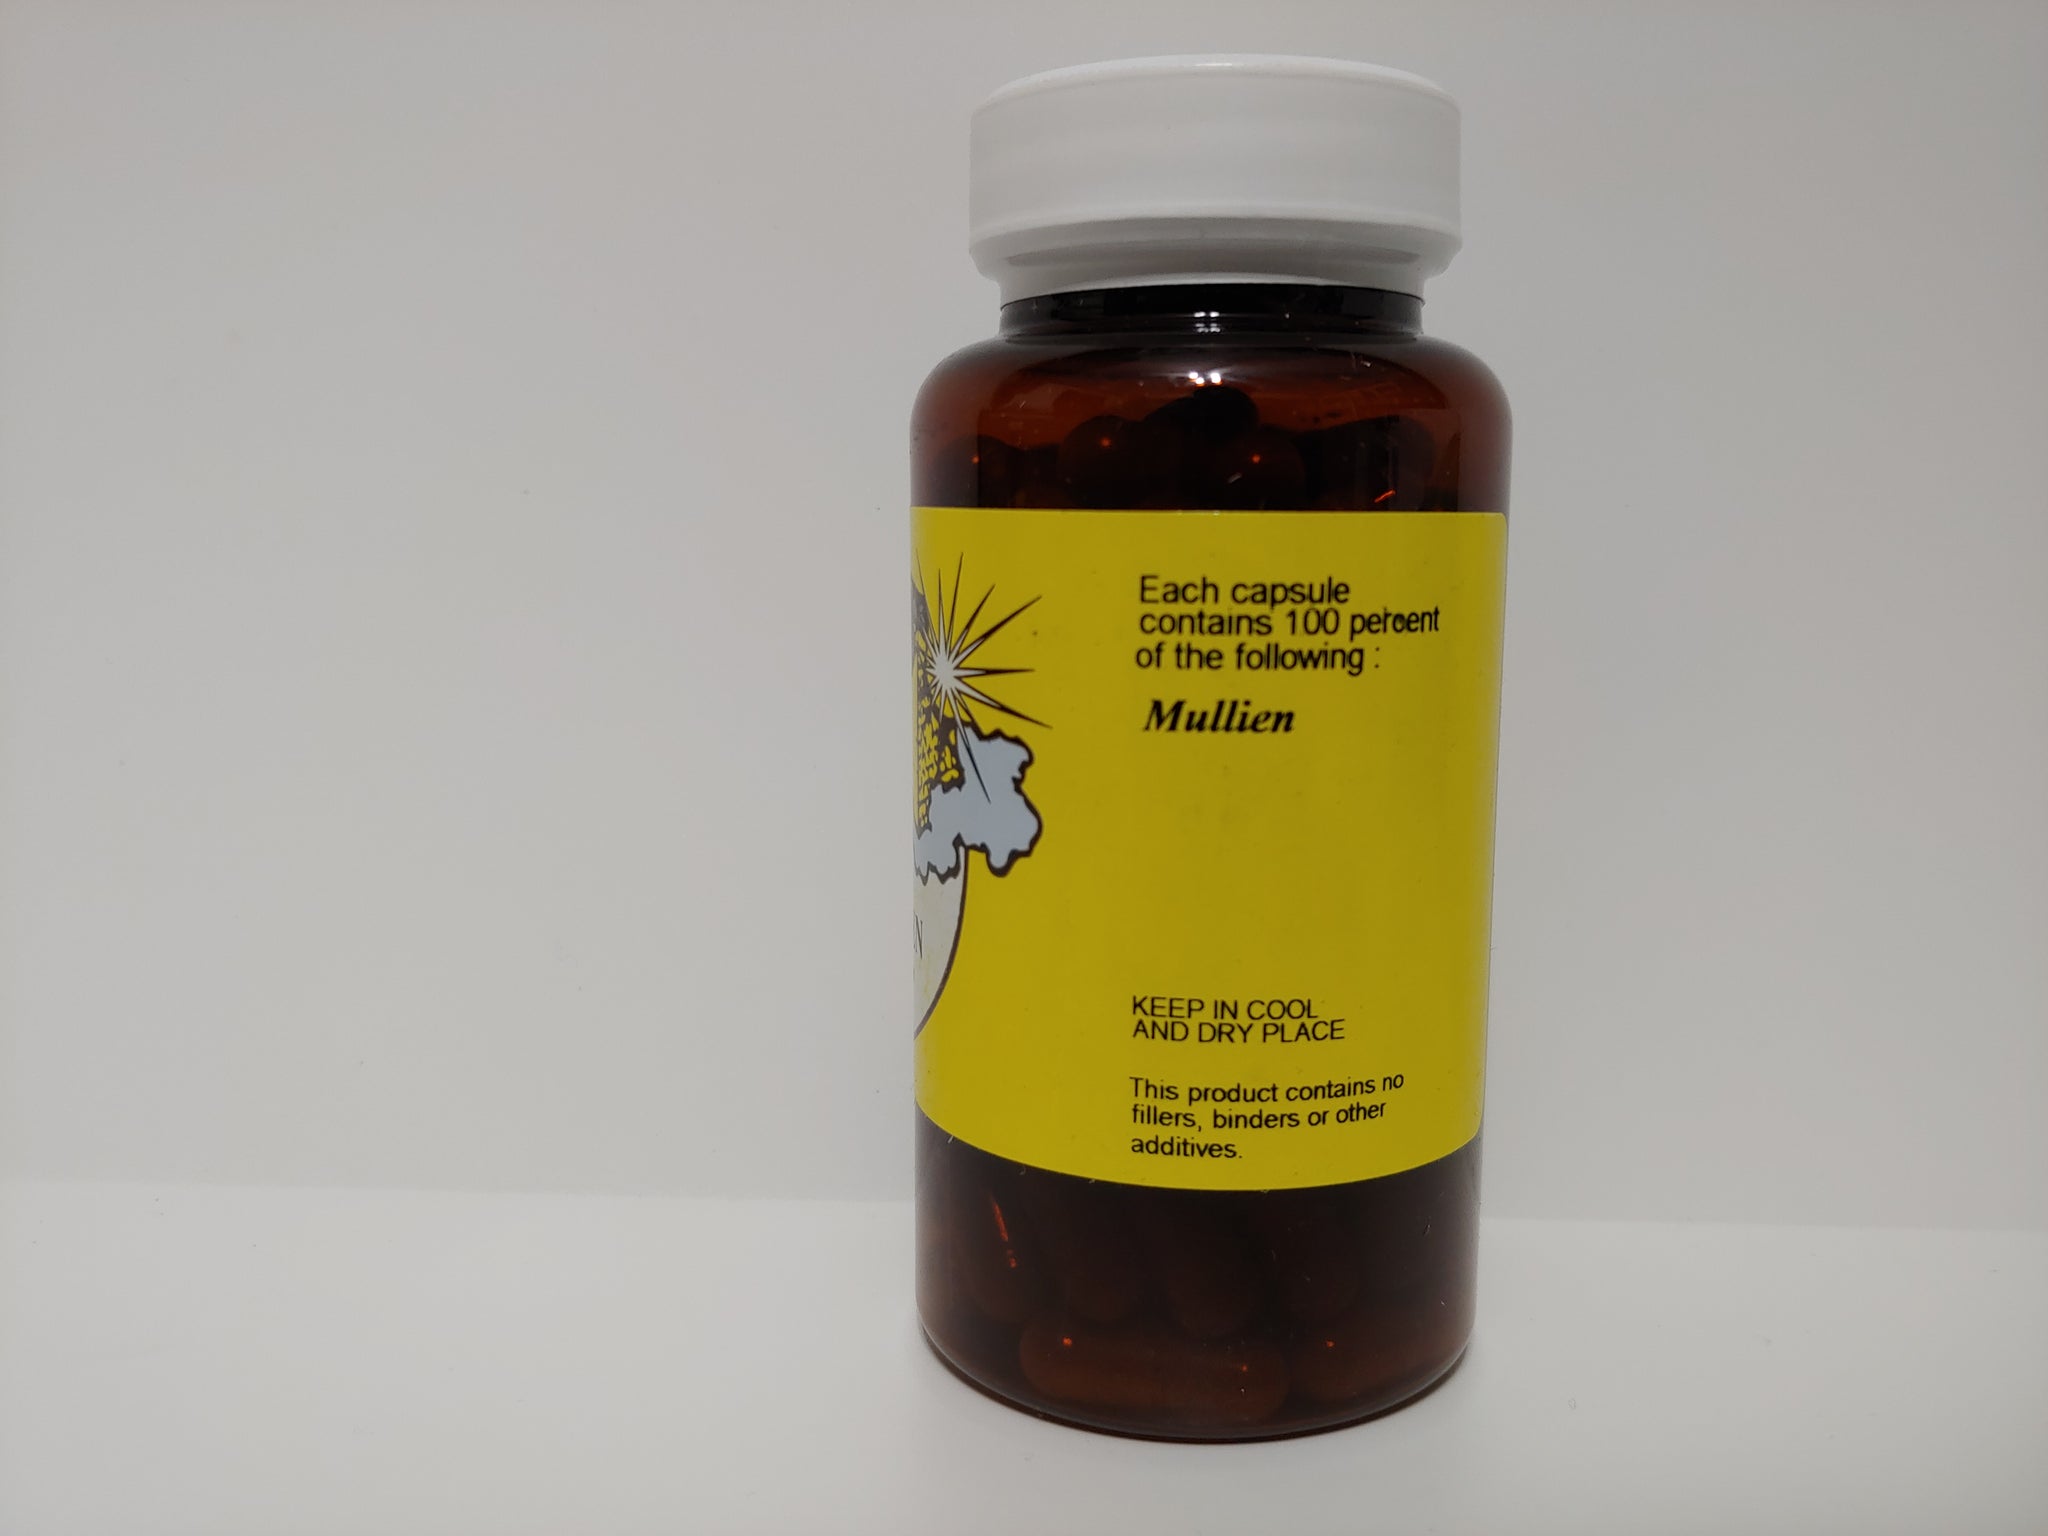 Each capsule
contains 100 percent
of the following :
Mullien
KEEP IN COOL
AND DRY PLACE
This product contains no
fillers, binders or other
additives.